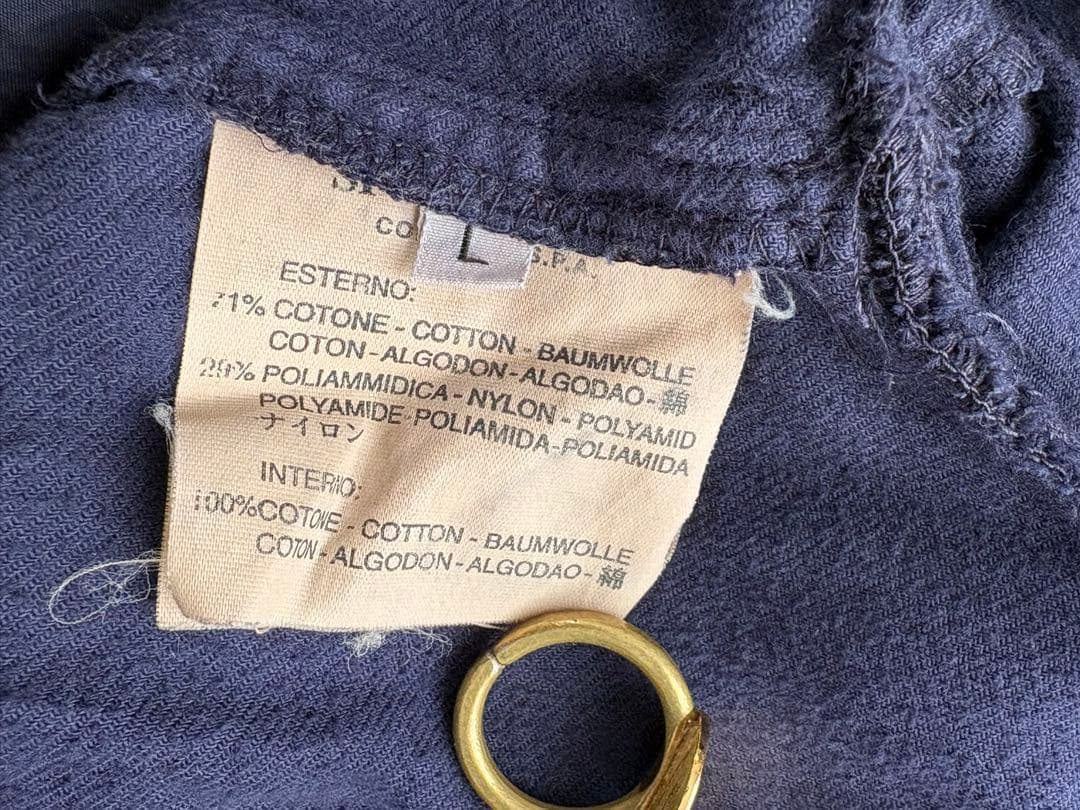 L
S.P.A.
ESTERNO:
71% COTONE - COTTON - BAUMWOLLE
COTON - ALGODON - ALGODAO - 綿
29% POLIAMMIDICA - NYLON - POLYAMID
POLYAMIDE-POLIAMIDA-POLIAMIDA
ナイロン
INTERNO:
100% COTONE - COTTON - BAUMWOLLE
COTON - ALGODON - ALGODAO - 綿